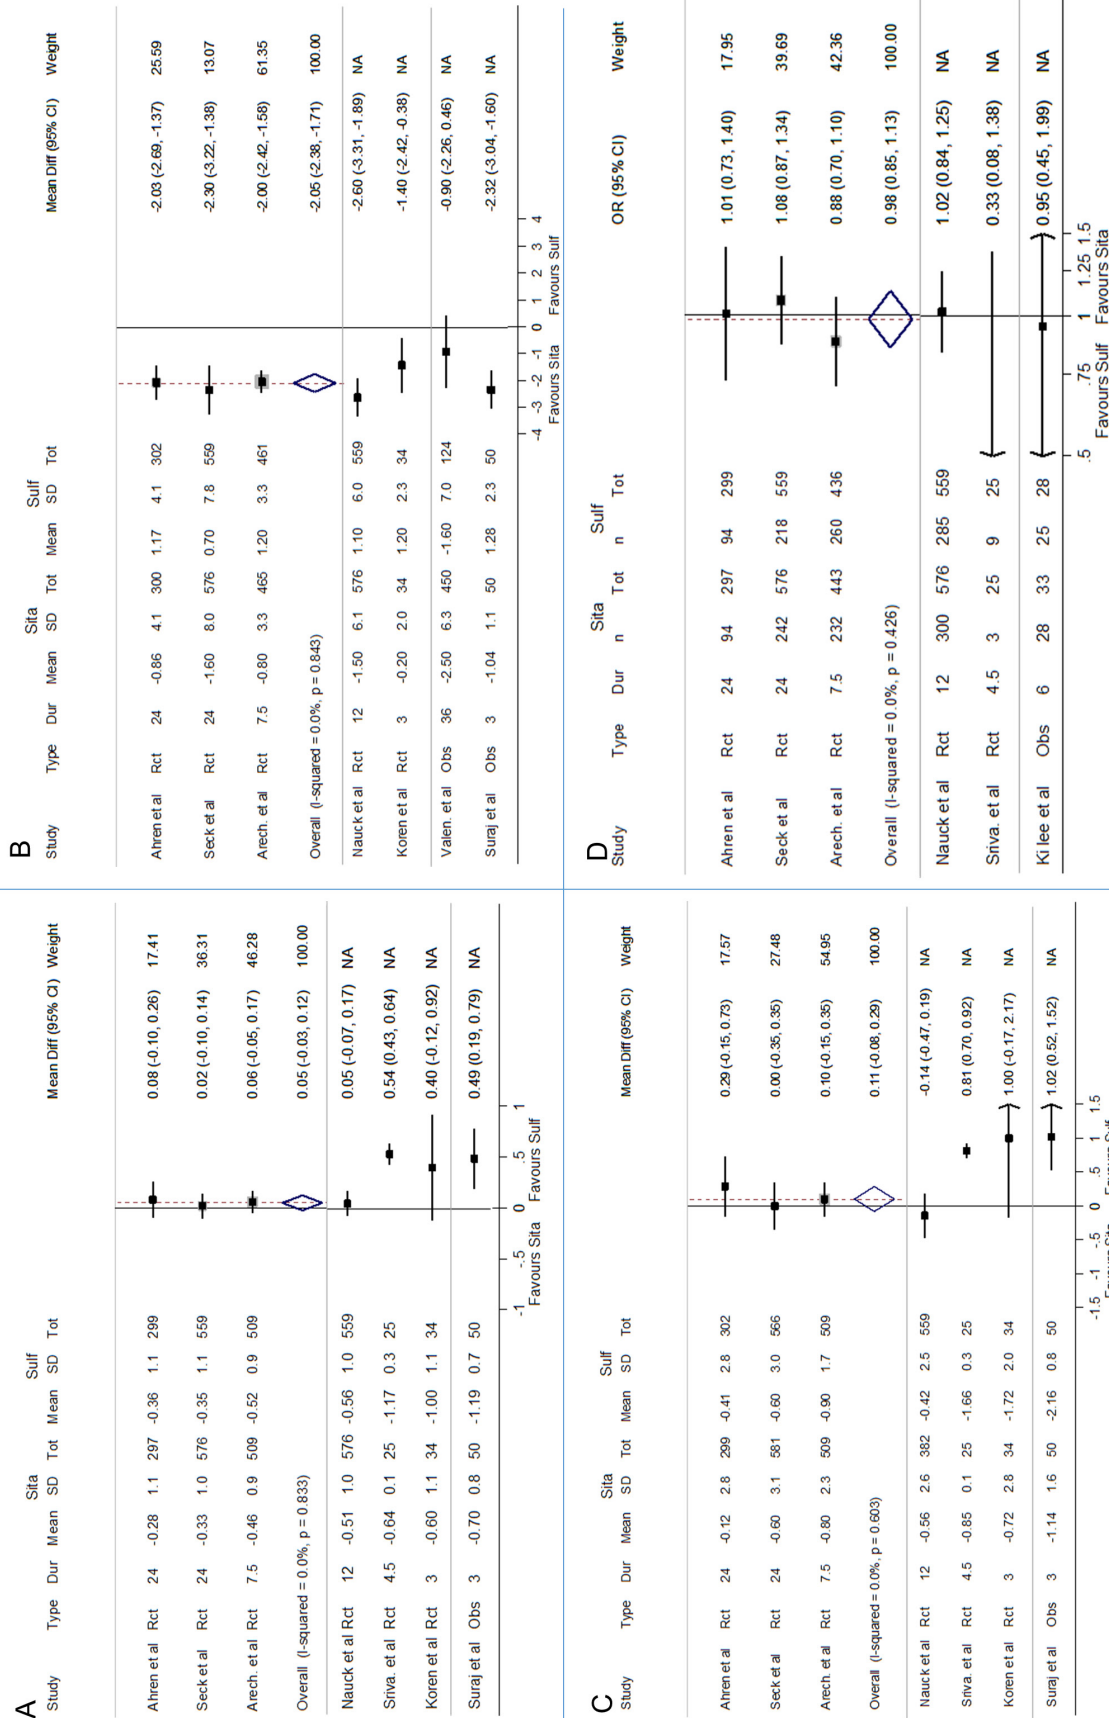 A
Study Type Dur Mean SD Tot Mean SD Tot Mean Diff (95% CI) Weight
Sita Sulf
Ahren et al Rct 24 -0.28 1.1 297 -0.36 1.1 299 0.08 (-0.10, 0.26) 17.41
Seck et al Rct 24 -0.33 1.0 576 -0.35 1.1 559 0.02 (-0.10, 0.14) 36.31
Arech. et al Rct 7.5 -0.46 0.9 509 -0.52 0.9 509 0.06 (-0.05, 0.17) 46.28
Overall (I-squared = 0.0%, p = 0.833) 0.05 (-0.03, 0.12) 100.00
Nauck et al Rct 12 -0.51 1.0 576 -0.56 1.0 559 0.05 (-0.07, 0.17) NA
Sriva. et al Rct 4.5 -0.64 0.1 25 -1.17 0.3 25 0.54 (0.43, 0.64) NA
Koren et al Rct 3 -0.60 1.1 34 -1.00 1.1 34 0.40 (-0.12, 0.92) NA
Suraj et al Obs 3 -0.70 0.8 50 -1.19 0.7 50 0.49 (0.19, 0.79) NA
-1 -.5 0 .5 1
Favours Sita Favours Sulf
B
Sita Sulf
Study Type Dur Mean SD Tot Mean SD Tot Mean Diff (95% CI) Weight
Ahren et al Rct 24 -0.86 4.1 300 1.17 4.1 302 -2.03 (-2.69, -1.37) 25.59
Seck et al Rct 24 -1.60 8.0 576 0.70 7.8 559 -2.30 (-3.22, -1.38) 13.07
Arech. et al Rct 7.5 -0.80 3.3 465 1.20 3.3 461 -2.00 (-2.42, -1.58) 61.35
Overall (I-squared = 0.0%, p = 0.843) -2.05 (-2.38, -1.71) 100.00
Nauck et al Rct 12 -1.50 6.1 576 1.10 6.0 559 -2.60 (-3.31, -1.89) NA
Koren et al Rct 3 -0.20 2.0 34 1.20 2.3 34 -1.40 (-2.42, -0.38) NA
Valen. et al Obs 36 -2.50 6.3 450 -1.60 7.0 124 -0.90 (-2.26, 0.46) NA
Suraj et al Obs 3 -1.04 1.1 50 1.28 2.3 50 -2.32 (-3.04, -1.60) NA
-4 -3 -2 -1 0 1 2 3 4
Favours Sita Favours Sulf
C
Sita Sulf
Study Type Dur Mean SD Tot Mean SD Tot Mean Diff (95% CI) Weight
Ahren et al Rct 24 -0.12 2.8 299 -0.41 2.8 302 0.29 (-0.15, 0.73) 17.57
Seck et al Rct 24 -0.60 3.1 581 -0.60 3.0 566 0.00 (-0.35, 0.35) 27.48
Arech. et al Rct 7.5 -0.80 2.3 509 -0.90 1.7 509 0.10 (-0.15, 0.35) 54.95
Overall (I-squared = 0.0%, p = 0.603) 0.11 (-0.08, 0.29) 100.00
Nauck et al Rct 12 -0.56 2.6 382 -0.42 2.5 559 -0.14 (-0.47, 0.19) NA
Sriva. et al Rct 4.5 -0.85 0.1 25 -1.66 0.3 25 0.81 (0.70, 0.92) NA
Koren et al Rct 3 -0.72 2.8 34 -1.72 2.0 34 1.00 (-0.17, 2.17) NA
Suraj et al Obs 3 -1.14 1.6 50 -2.16 0.8 50 1.02 (0.52, 1.52) NA
-1.5 -1 -.5 0 .5 1 1.5
D
Sita Sulf
Study Type Dur n Tot n Tot OR (95% CI) Weight
Ahren et al Rct 24 94 297 94 299 1.01 (0.73, 1.40) 17.95
Seck et al Rct 24 242 576 218 559 1.08 (0.87, 1.34) 39.69
Arech. et al Rct 7.5 232 443 260 436 0.88 (0.70, 1.10) 42.36
Overall (I-squared = 0.0%, p = 0.426) 0.98 (0.85, 1.13) 100.00
Nauck et al Rct 12 300 576 285 559 1.02 (0.84, 1.25) NA
Sriva. et al Rct 4.5 3 25 9 25 0.33 (0.08, 1.38) NA
Ki lee et al Obs 6 28 33 25 28 0.95 (0.45, 1.99) NA
.5 .75 1 1.25 1.5
Favours Sulf Favours Sita